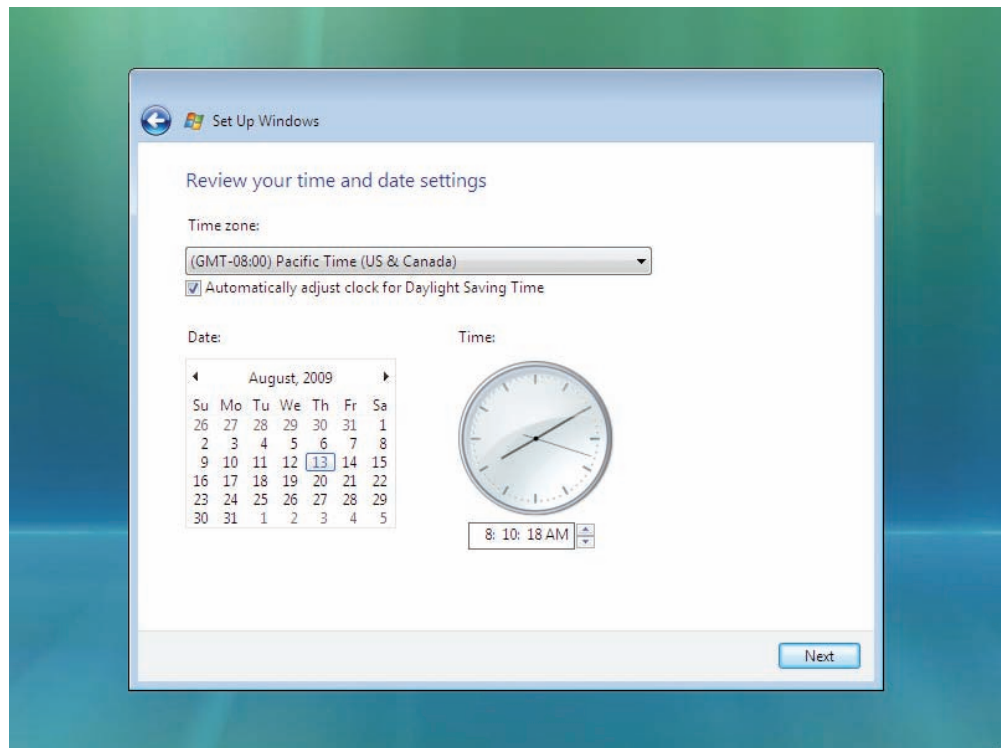 Set Up Windows
Review your time and date settings
Time zone:
(GMT-08:00) Pacific Time (US & Canada)
Automatically adjust clock for Daylight Saving Time
Date:
Time:
August, 2009
Su Mo Tu We Th Fr Sa
26 27 28 29 30 31 1
2 3 4 5 6 7 8
9 10 11 12 13 14 15
16 17 18 19 20 21 22
23 24 25 26 27 28 29
30 31 1 2 3 4 5
8: 10: 18 AM
Next